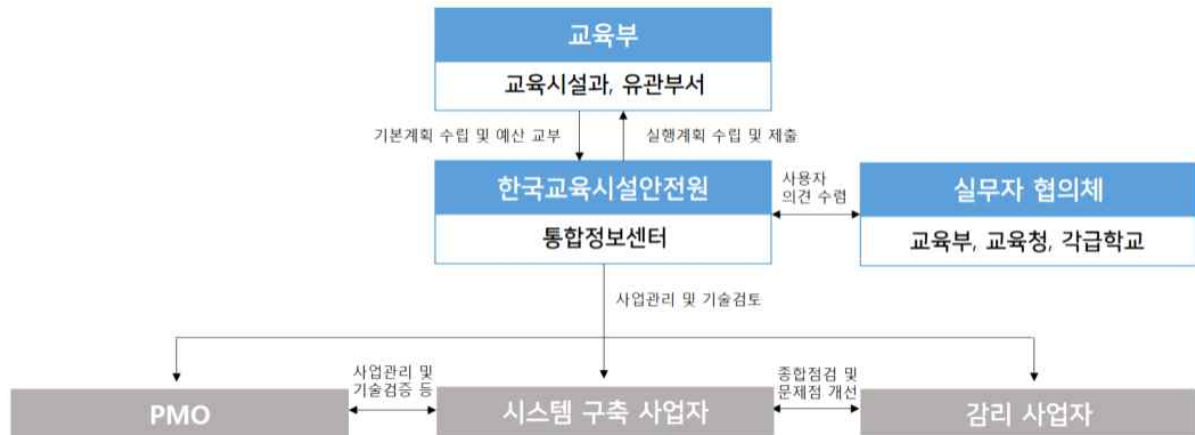 교육부
교육시설과, 유관부서
기본계획 수립 및 예산 교부
실행계획 수립 및 제출
한국교육시설안전원
통합정보센터
사용자
의견 수렴
실무자 협의체
교육부, 교육청, 각급학교
사업관리 및 기술검토
PMO
사업관리 및
기술검증 등
시스템 구축 사업자
종합점검 및
문제점 개선
감리 사업자